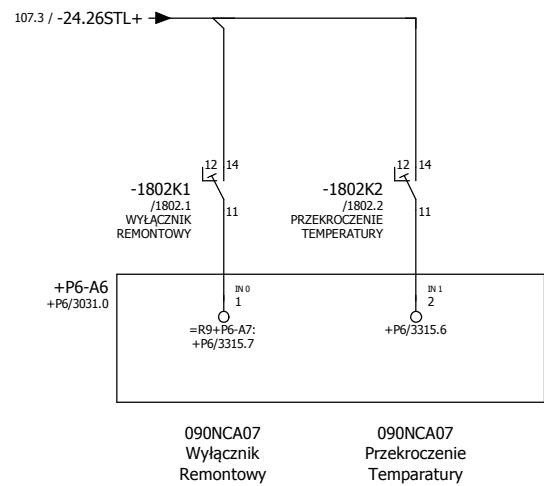 107.3 / -24.26STL+
12 14
-1802K1
/1802.1
WYŁĄCZNIK
REMONTOWY
11
12 14
-1802K2
/1802.2
PRZEKROCZENIE
TEMPERATURY
11
+P6-A6
+P6/3031.0
IN 0
1
=R9+P6-A7:
+P6/3315.7
IN 1
2
+P6/3315.6
090NCA07
Wyłącznik
Remontowy
090NCA07
Przekroczenie
Temparatury